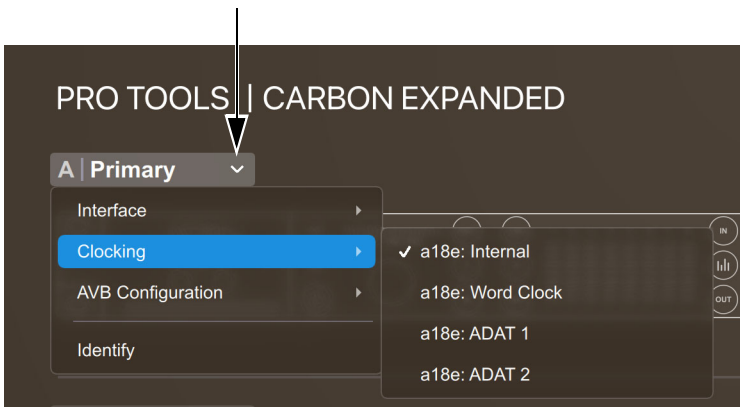 PRO TOOLS | CARBON EXPANDED
A | Primary
Interface
Clocking
AVB Configuration
Identify
a18e: Internal
a18e: Word Clock
a18e: ADAT 1
a18e: ADAT 2
IN
OUT